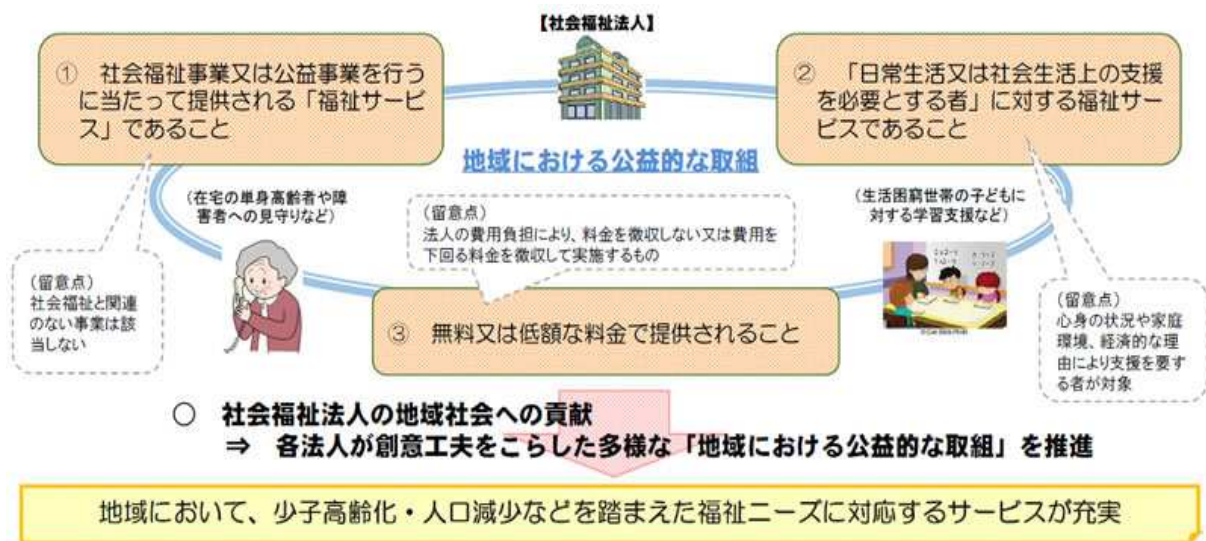 【社会福祉法人】
① 社会福祉事業又は公益事業を行う
に当たって提供される「福祉サービ
ス」であること
② 「日常生活又は社会生活上の支援
を必要とする者」に対する福祉サー
ビスであること
地域における公益的な取組
(在宅の単身高齢者や障
害者への見守りなど)
(留意点)
法人の費用負担により、料金を徴収しない又は費用を
下回る料金を徴収して実施するもの
(生活困窮世帯の子どもに
対する学習支援など)
(留意点)
社会福祉と関連
のない事業は該
当しない
③ 無料又は低額な料金で提供されること
(留意点)
心身の状況や家庭
環境、経済的な理
由により支援を要す
る者が対象
○ 社会福祉法人の地域社会への貢献
⇒ 各法人が創意工夫をこらした多様な「地域における公益的な取組」を推進
地域において、少子高齢化・人口減少などを踏まえた福祉ニーズに対応するサービスが充実